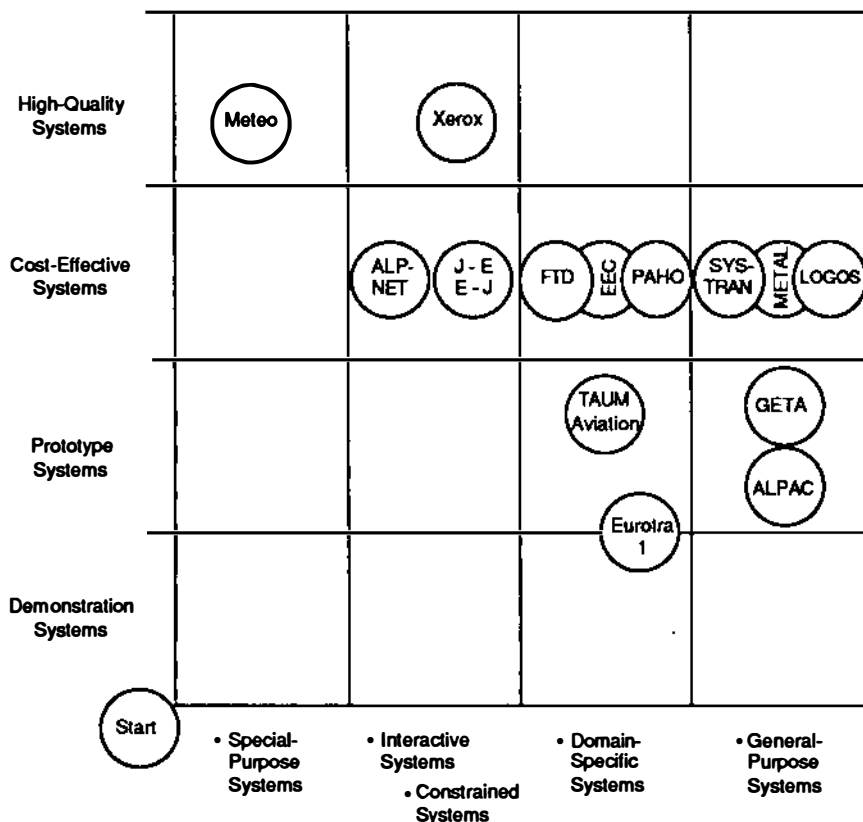 High-Quality
Systems
Meteo
Xerox
Cost-Effective
Systems
ALP-
NET
J - E
E - J
FTD
EEC
PAHO
SYS-
TRAN
METAL
LOGOS
Prototype
Systems
TAUM
Aviation
GETA
ALPAC
Eurotra
1
Demonstration
Systems
Start
• Special-
Purpose
Systems
• Interactive
Systems
• Constrained
Systems
• Domain-
Specific
Systems
• General-
Purpose
Systems